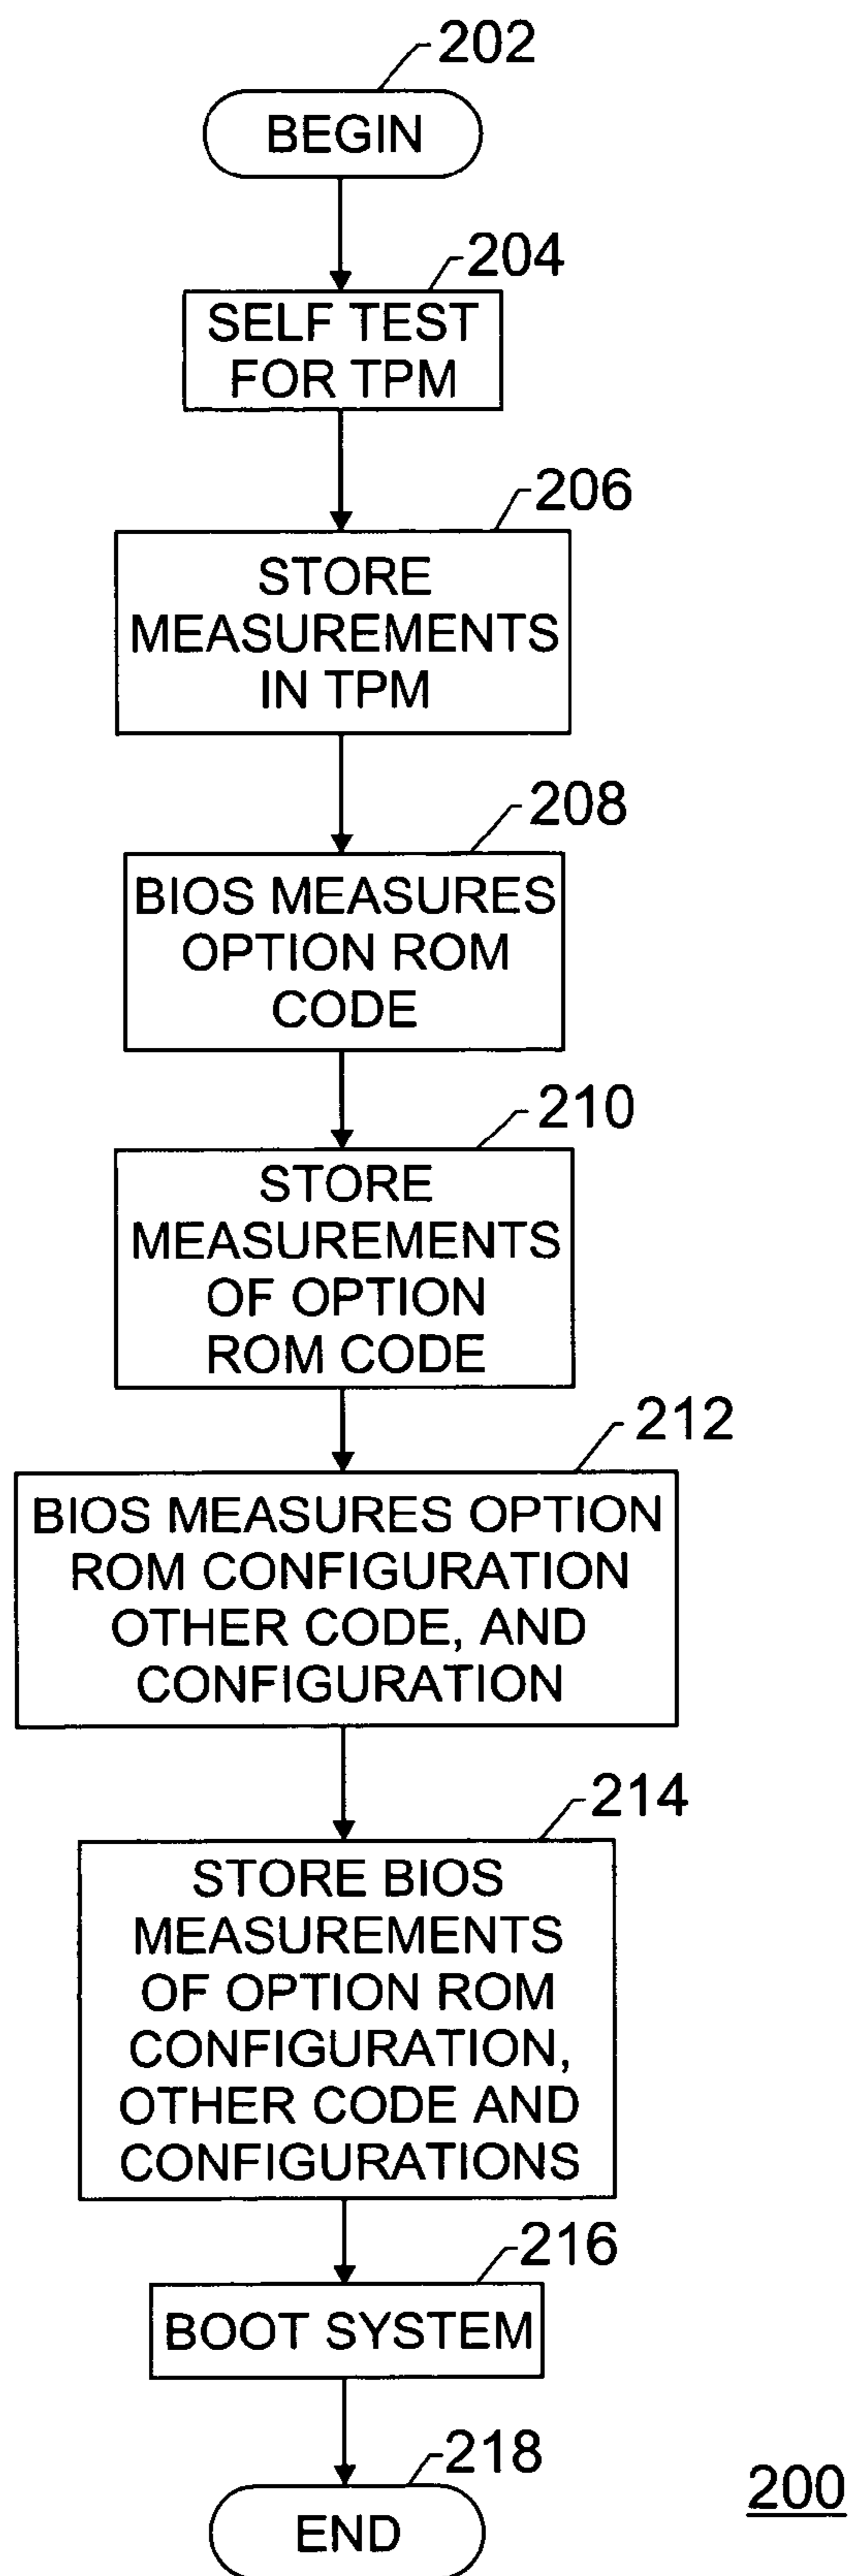 202
BEGIN
204
SELF TEST
FOR TPM
206
STORE
MEASUREMENTS
IN TPM
208
BIOS MEASURES
OPTION ROM
CODE
210
STORE
MEASUREMENTS
OF OPTION
ROM CODE
212
BIOS MEASURES OPTION
ROM CONFIGURATION
OTHER CODE, AND
CONFIGURATION
214
STORE BIOS
MEASUREMENTS
OF OPTION ROM
CONFIGURATION,
OTHER CODE AND
CONFIGURATIONS
216
BOOT SYSTEM
218
END
200